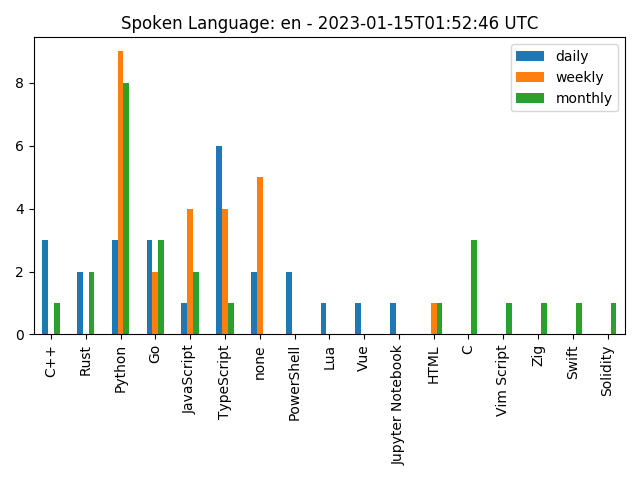 Spoken Language: en - 2023-01-15T01:52:46 UTC
daily
weekly
monthly
8
6
4
2
0
C++
Rust
Python
Go
JavaScript
TypeScript
none
PowerShell
Lua
Vue
Jupyter Notebook
HTML
C
Vim Script
Zig
Swift
Solidity